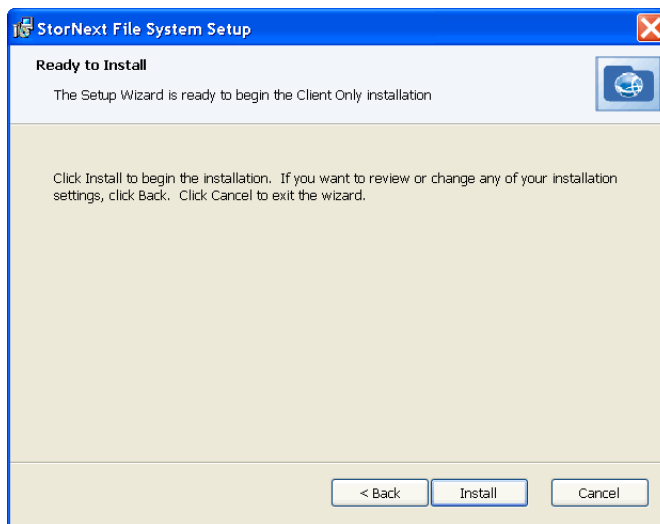 StorNext File System Setup
Ready to Install
The Setup Wizard is ready to begin the Client Only installation
Click Install to begin the installation.  If you want to review or change any of your installation
settings, click Back.  Click Cancel to exit the wizard.
< Back
Install
Cancel